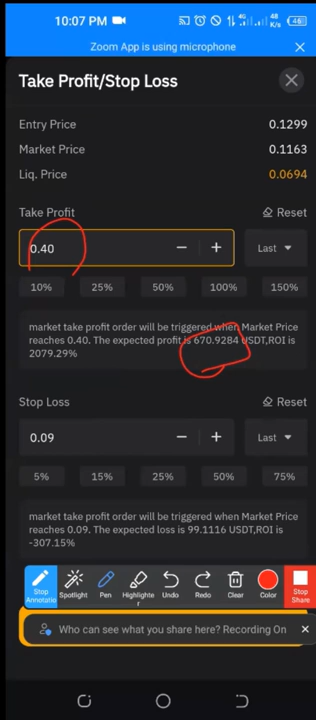 10:07 PM
4G
48 K/s
46
Zoom App is using microphone
Take Profit/Stop Loss
Entry Price 0.1299
Market Price 0.1163
Liq. Price 0.0694
Take Profit Reset
0.40 − + Last
10% 25% 50% 100% 150%
market take profit order will be triggered when Market Price
reaches 0.40. The expected profit is 670.9284 USDT,ROI is
2079.29%
Stop Loss Reset
0.09 − + Last
5% 15% 25% 50% 75%
market take profit order will be triggered when Market Price
reaches 0.09. The expected loss is 99.1116 USDT,ROI is
-307.15%
Stop Annotatio Spotlight Pen Highlighte r Undo Redo Clear Color Stop Share
Who can see what you share here? Recording On